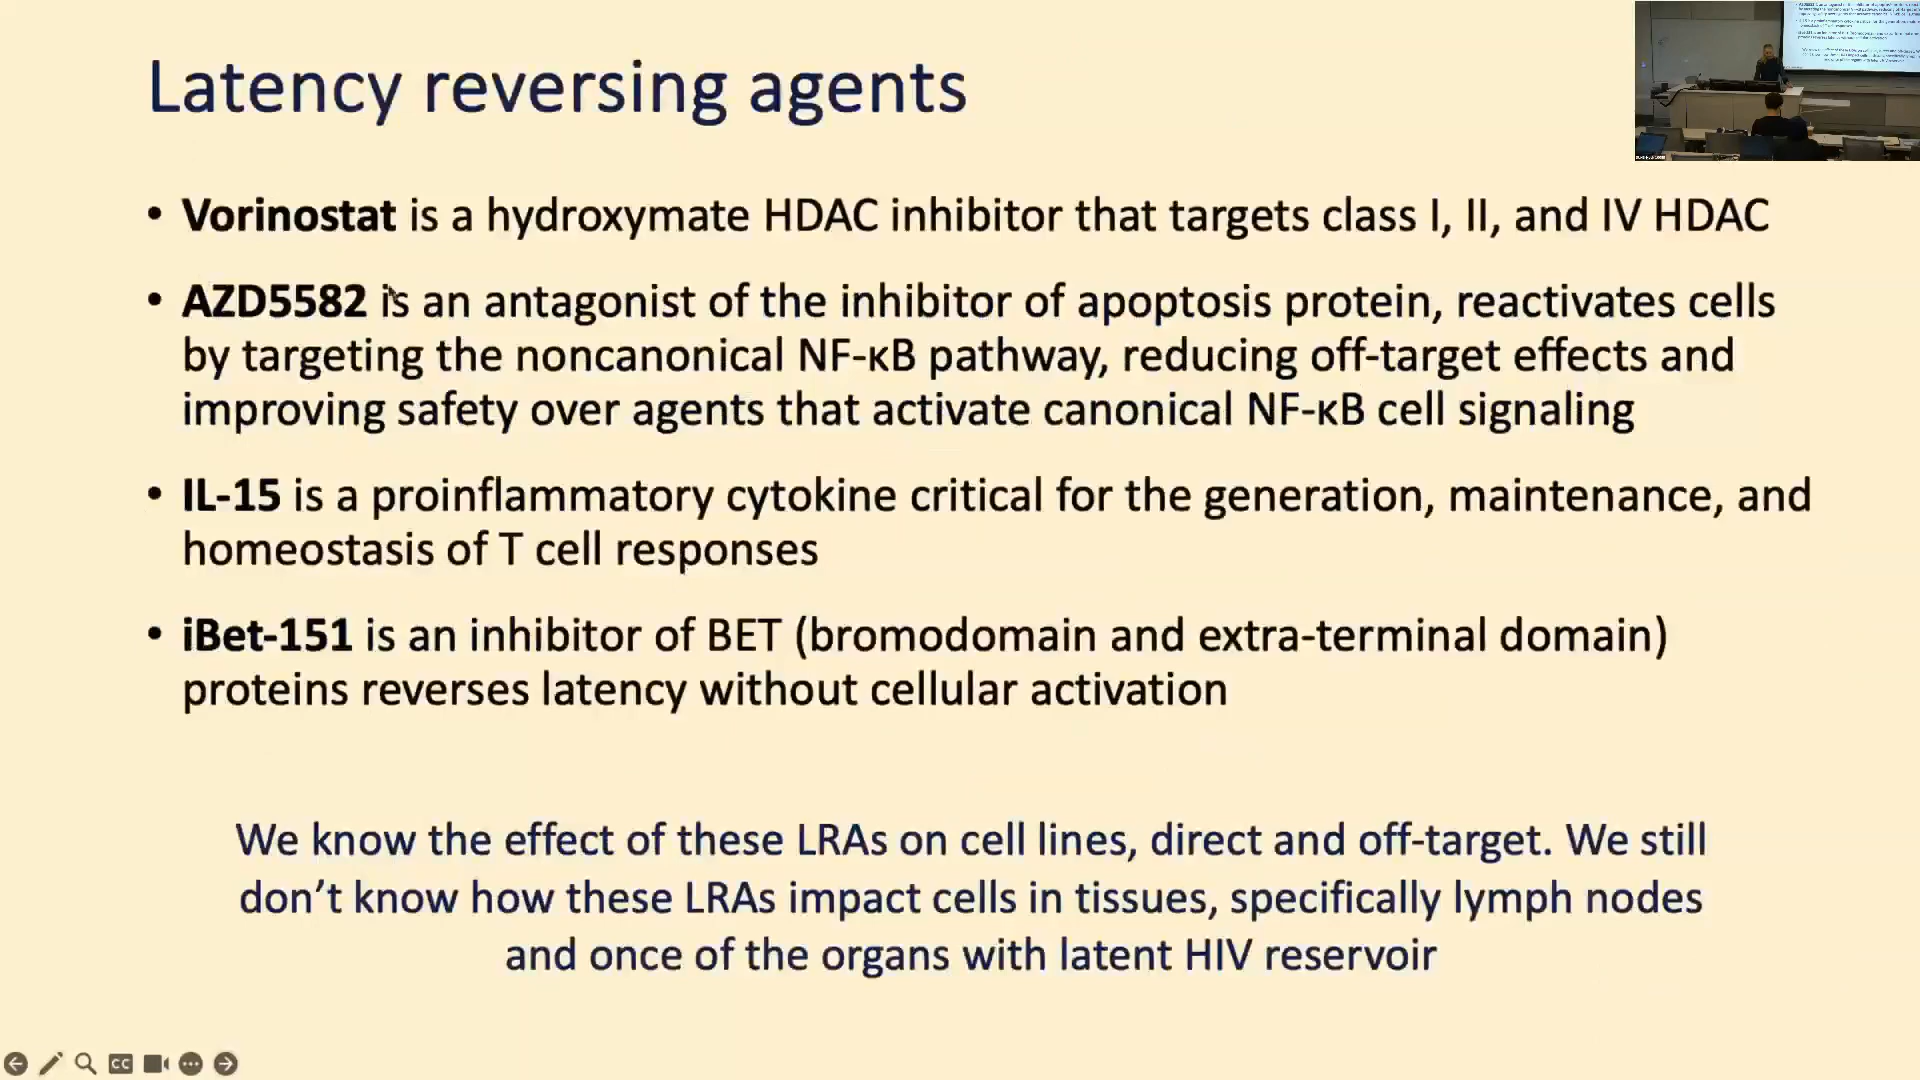 Latency reversing agents
• Vorinostat is a hydroxymate HDAC inhibitor that targets class I, II, and IV HDAC
• AZD5582 is an antagonist of the inhibitor of apoptosis protein, reactivates cells
by targeting the noncanonical NF-κB pathway, reducing off-target effects and
improving safety over agents that activate canonical NF-κB cell signaling
• IL-15 is a proinflammatory cytokine critical for the generation, maintenance, and
homeostasis of T cell responses
• iBet-151 is an inhibitor of BET (bromodomain and extra-terminal domain)
proteins reverses latency without cellular activation
We know the effect of these LRAs on cell lines, direct and off-target. We still
don’t know how these LRAs impact cells in tissues, specifically lymph nodes
and once of the organs with latent HIV reservoir
CC